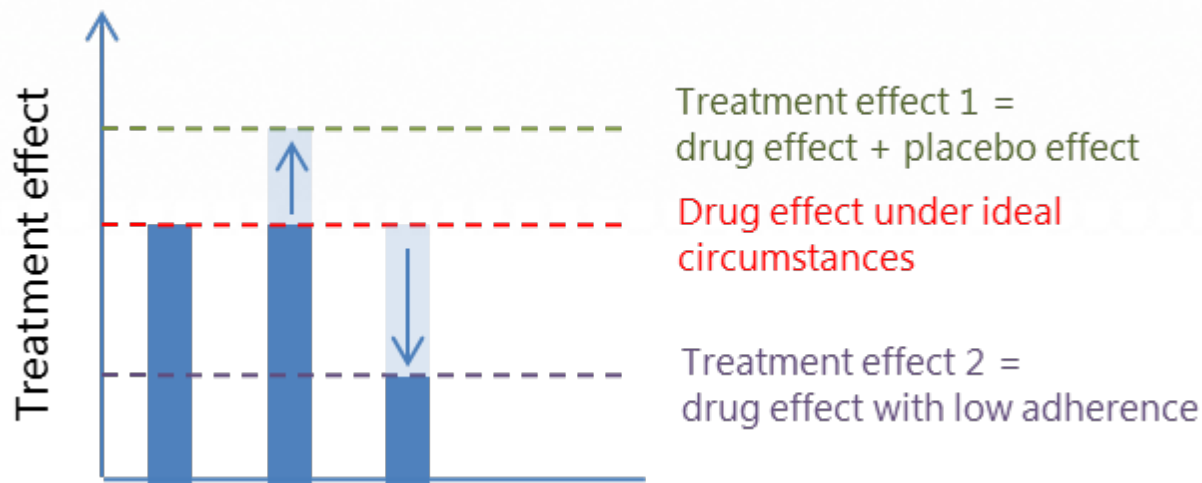 Treatment effect
Treatment effect 1 =
drug effect + placebo effect
Drug effect under ideal
circumstances
Treatment effect 2 =
drug effect with low adherence